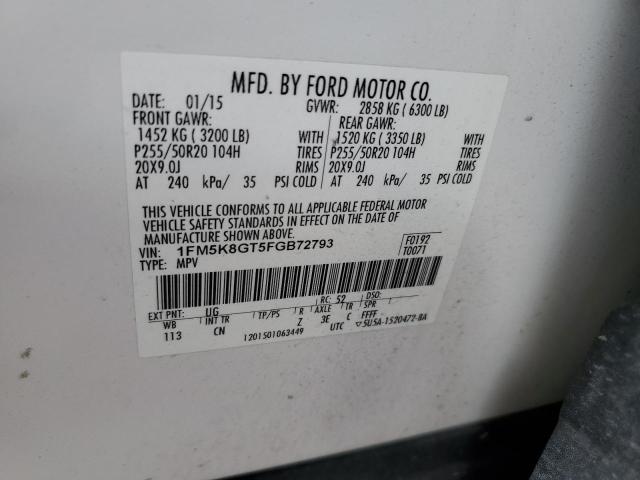 MFD. BY FORD MOTOR CO.
DATE: 01/15 GVWR: 2858 KG ( 6300 LB)
FRONT GAWR: REAR GAWR:
1452 KG ( 3200 LB) WITH 1520 KG ( 3350 LB) WITH
P255/50R20 104H TIRES P255/50R20 104H TIRES
20X9.0J RIMS 20X9.0J RIMS
AT 240 kPa/ 35 PSI COLD AT 240 kPa/ 35 PSI COLD
THIS VEHICLE CONFORMS TO ALL APPLICABLE FEDERAL MOTOR
VEHICLE SAFETY STANDARDS IN EFFECT ON THE DATE OF
MANUFACTURE SHOWN ABOVE.
VIN: 1FM5K8GT5FGB72793 F0192
TYPE: MPV T0071
EXT PNT: UG RC: 52 DSO:
WB INT TR TP/PS R AXLE TR SPR
113 CN Z 3E C FFFF
1201501063449 UTC ▽5U5A-1520472-BA